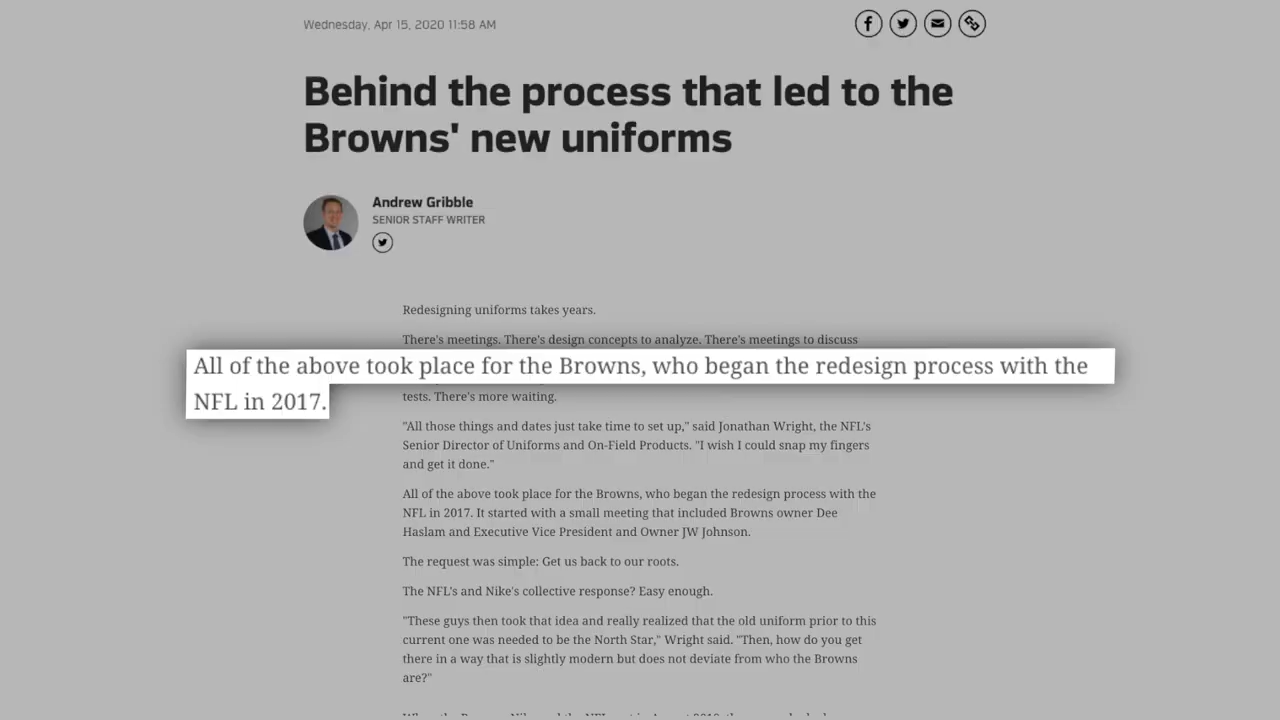 Wednesday, Apr 15, 2020 11:58 AM
Behind the process that led to the
Browns' new uniforms
Andrew Gribble
SENIOR STAFF WRITER
Redesigning uniforms takes years.
There's meetings. There's design concepts to analyze. There's meetings to discuss
All of the above took place for the Browns, who began the redesign process with the
NFL in 2017.
tests. There's more waiting.
"All those things and dates just take time to set up," said Jonathan Wright, the NFL's
Senior Director of Uniforms and On-Field Products. "I wish I could snap my fingers
and get it done."
All of the above took place for the Browns, who began the redesign process with the
NFL in 2017. It started with a small meeting that included Browns owner Dee
Haslam and Executive Vice President and Owner JW Johnson.
The request was simple: Get us back to our roots.
The NFL's and Nike's collective response? Easy enough.
"These guys then took that idea and really realized that the old uniform prior to this
current one was needed to be the North Star," Wright said. "Then, how do you get
there in a way that is slightly modern but does not deviate from who the Browns
are?"